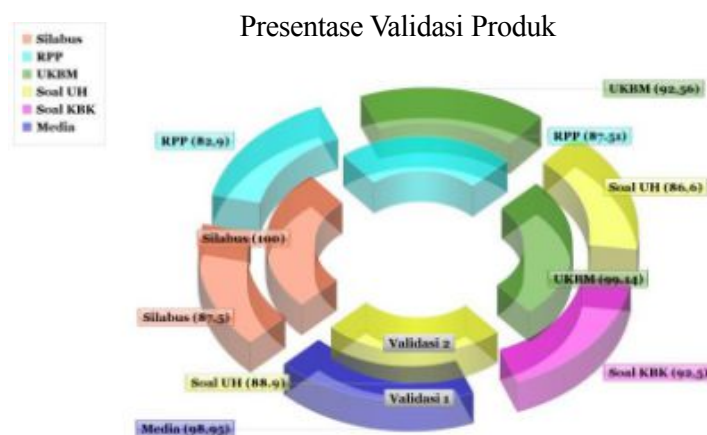 Presentase Validasi Produk
Silabus
RPP
UKBM
Soal UH
Soal KBK
Media
UKBM (92,56)
RPP (82,9)
RPP (87,51)
Soal UH (86,6)
Silabus (100)
UKBM (99,14)
Silabus (87,5)
Validasi 2
Soal KBK (92,5)
Soal UH (88,9)
Validasi 1
Media (98,95)